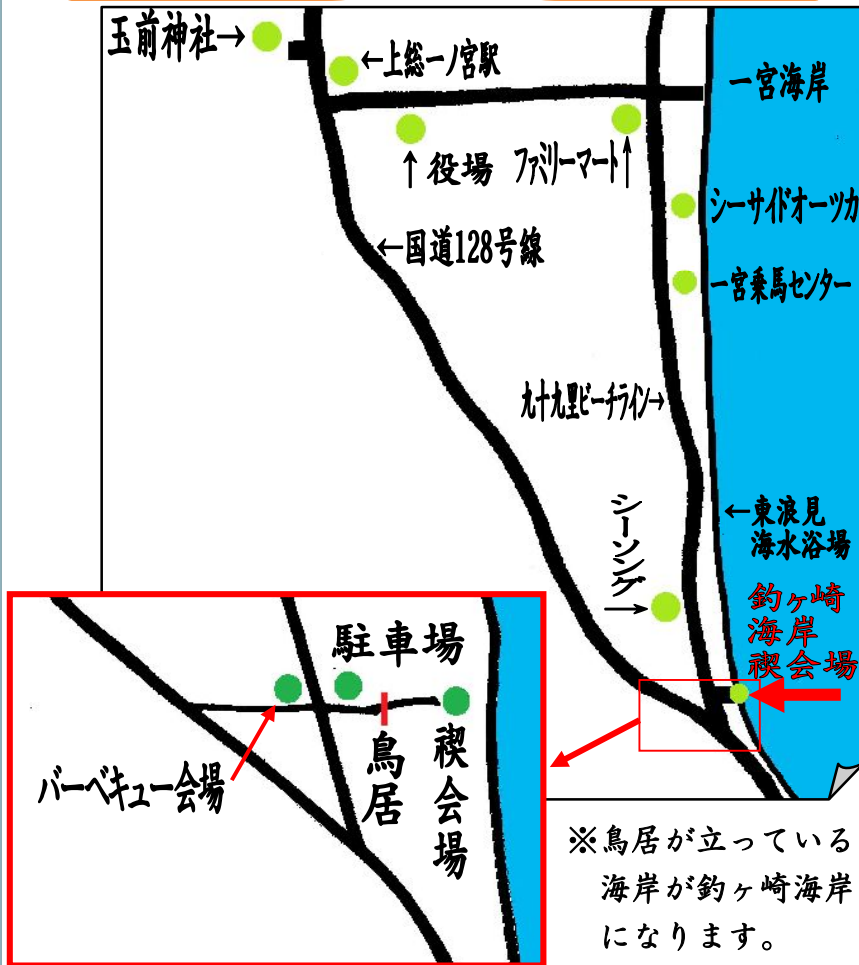 玉前神社→
←上総一ノ宮駅
一宮海岸
↑役場
ファミリーマート↑
シーサイドオーツカ
←国道128号線
一宮乗馬センター
九十九里ビーチライン→
←東浪見
海水浴場
シーソング
→
釣ヶ崎
海岸
禊会場
駐車場
鳥居
禊会場
バーベキュー会場
※鳥居が立っている
海岸が釣ヶ崎海岸
になります。